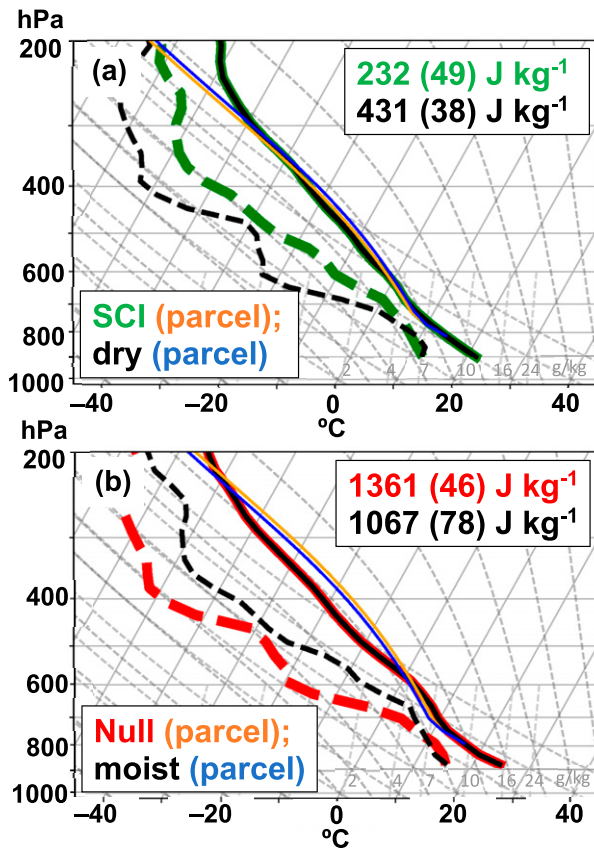 hPa
200
(a)
232 (49) J kg-1
431 (38) J kg-1
400
600
SCI (parcel);
dry (parcel)
800
1000
2 4 7 10 16 24 g/kg
–40 –20 0 20 40
ºC
hPa
200
(b)
1361 (46) J kg-1
1067 (78) J kg-1
400
600
Null (parcel);
moist (parcel)
800
1000
2 4 7 10 16 24 g/kg
–40 –20 0 20 40
ºC